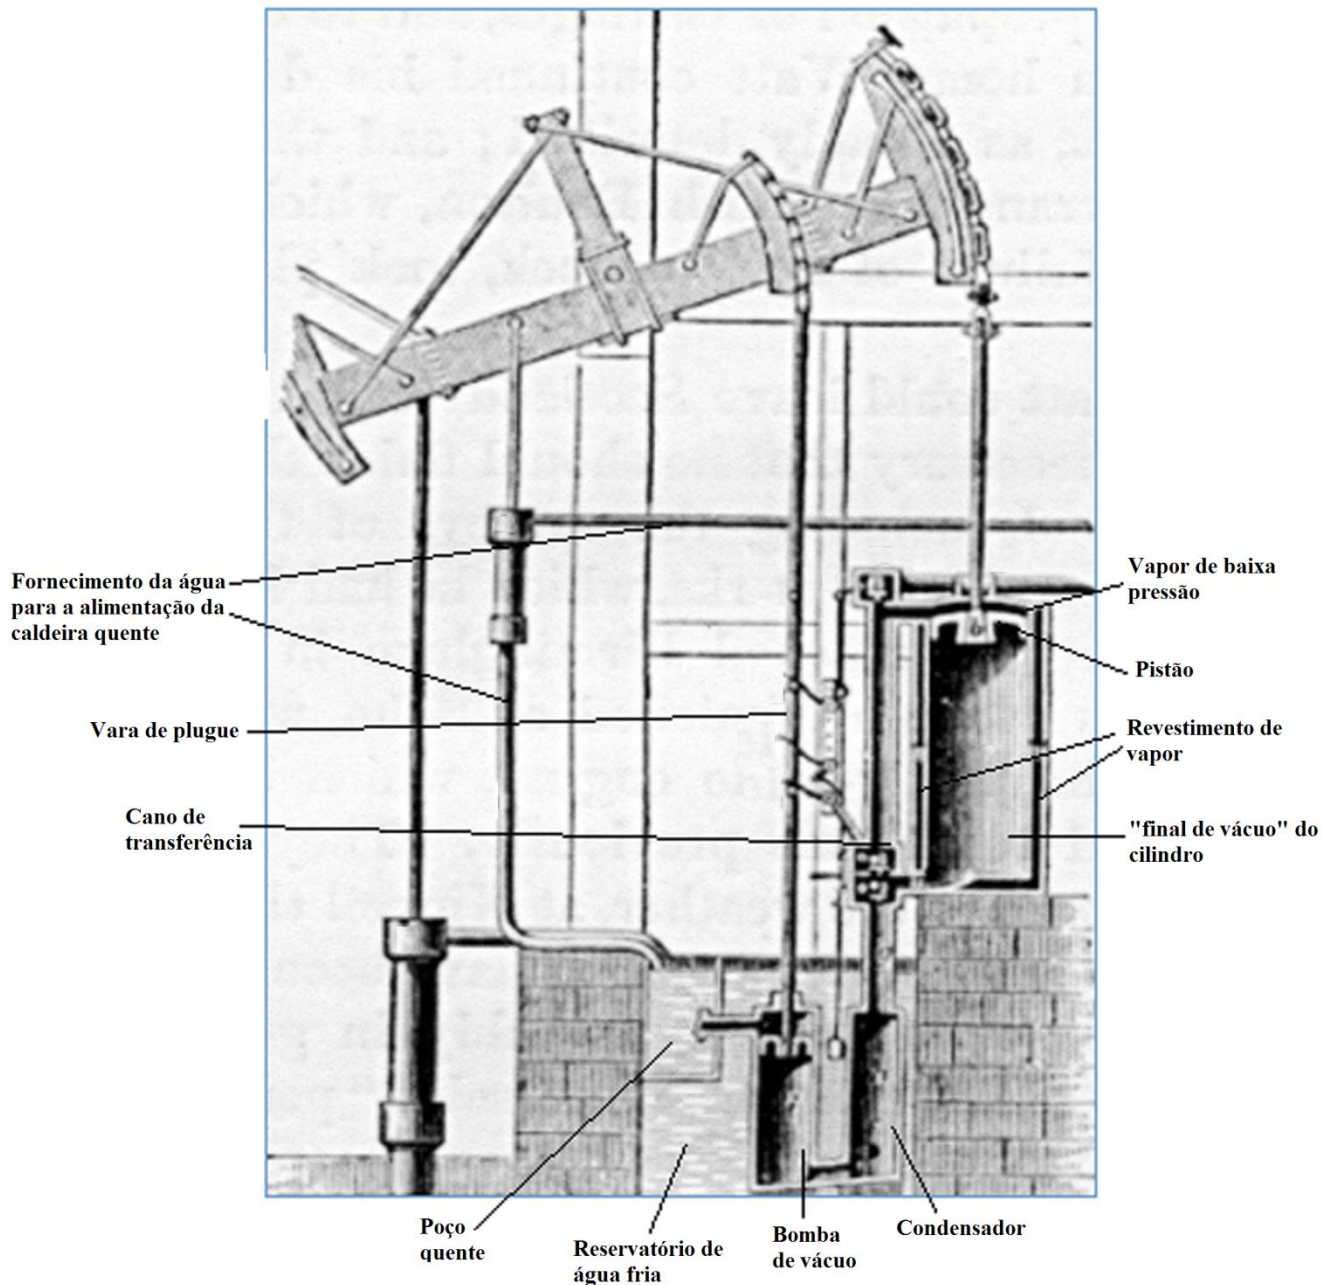 Fornecimento da água
para a alimentação da
caldeira quente
Vara de plugue
Cano de
transferência
Vapor de baixa
pressão
Pistão
Revestimento de
vapor
"final de vácuo" do
cilindro
Poço
quente
Reservatório de
água fria
Bomba
de vácuo
Condensador